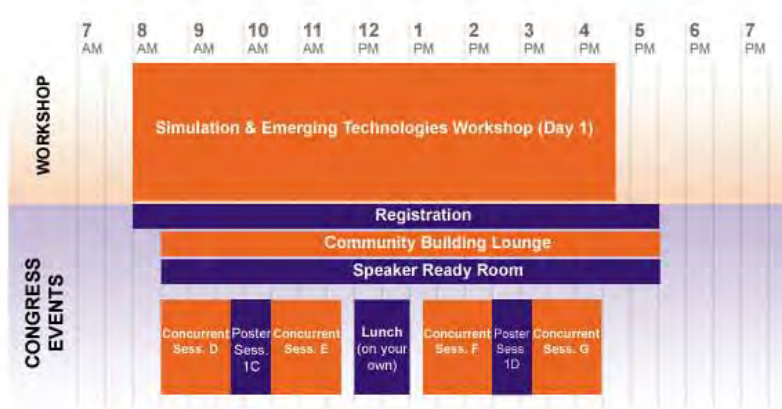 7 8 9 10 11 12 1 2 3 4 5 6 7
AM AM AM AM AM PM PM PM PM PM PM PM PM
WORKSHOP
Simulation & Emerging Technologies Workshop (Day 1)
CONGRESS
EVENTS
Registration
Community Building Lounge
Speaker Ready Room
Concurrent
Sess. D
Poster
Sess.
1C
Concurrent
Sess. E
Lunch
(on your
own)
Concurrent
Sess. F
Poster
Sess
1D
Concurrent
Sess. G